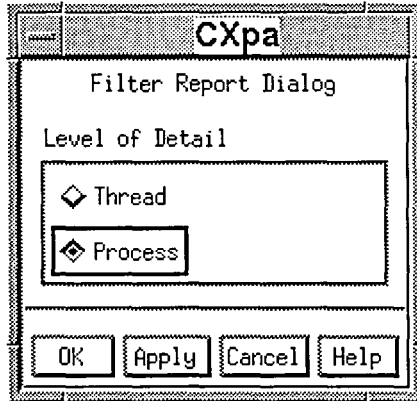 CXpa
Filter Report Dialog
Level of Detail
Thread
Process
OK Apply Cancel Help